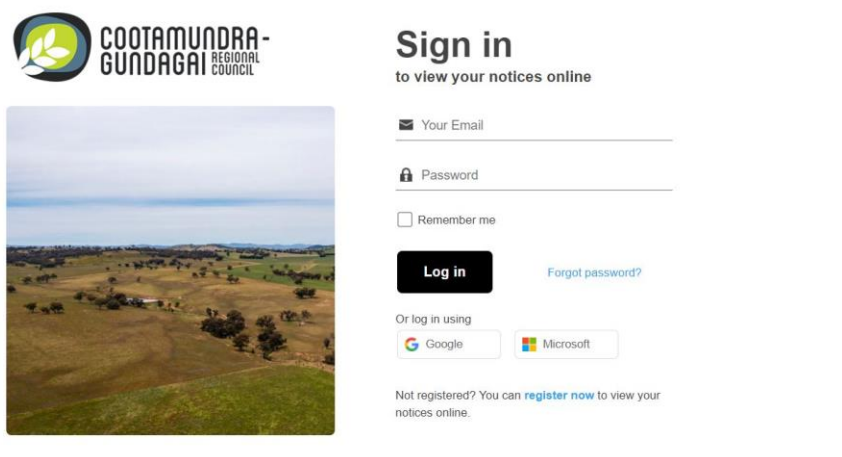 COOTAMUNDRA-
GUNDAGAI REGIONAL COUNCIL
Sign in
to view your notices online
Your Email
Password
Remember me
Log in
Forgot password?
Or log in using
Google
Microsoft
Not registered? You can register now to view your
notices online.